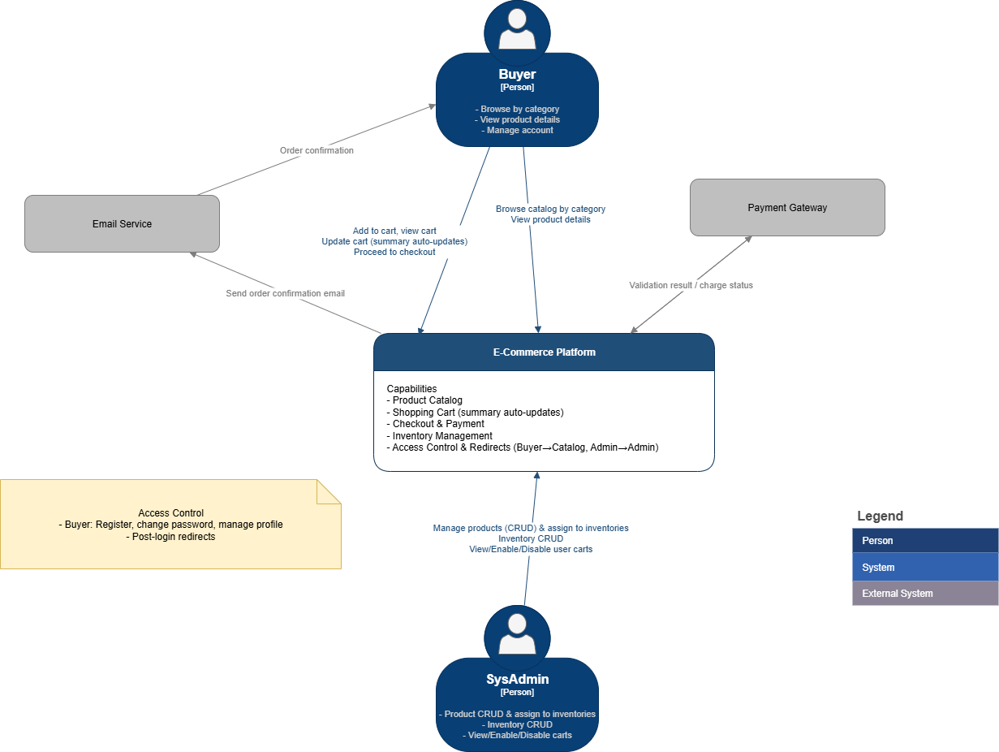 Buyer
[Person]
- Browse by category
- View product details
- Manage account
Order confirmation
Email Service
Payment Gateway
Browse catalog by category
View product details
Add to cart, view cart
Update cart (summary auto-updates)
Proceed to checkout
Send order confirmation email
Validation result / charge status
E-Commerce Platform
Capabilities
- Product Catalog
- Shopping Cart (summary auto-updates)
- Checkout & Payment
- Inventory Management
- Access Control & Redirects (Buyer→Catalog, Admin→Admin)
Access Control
- Buyer: Register, change password, manage profile
- Post-login redirects
Manage products (CRUD) & assign to inventories
Inventory CRUD
View/Enable/Disable user carts
Legend
Person
System
External System
SysAdmin
[Person]
- Product CRUD & assign to inventories
- Inventory CRUD
- View/Enable/Disable carts